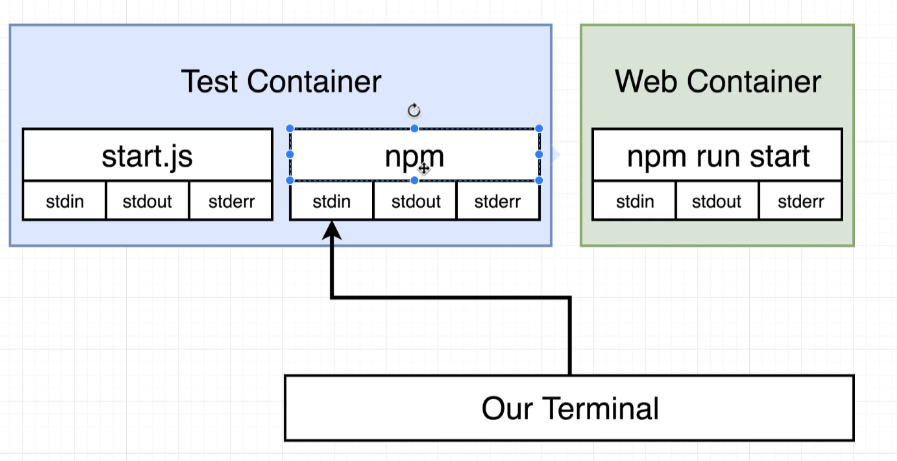 Test Container
Web Container
start.js
npm
npm run start
stdin
stdout
stderr
stdin
stdout
stderr
stdin
stdout
stderr
Our Terminal